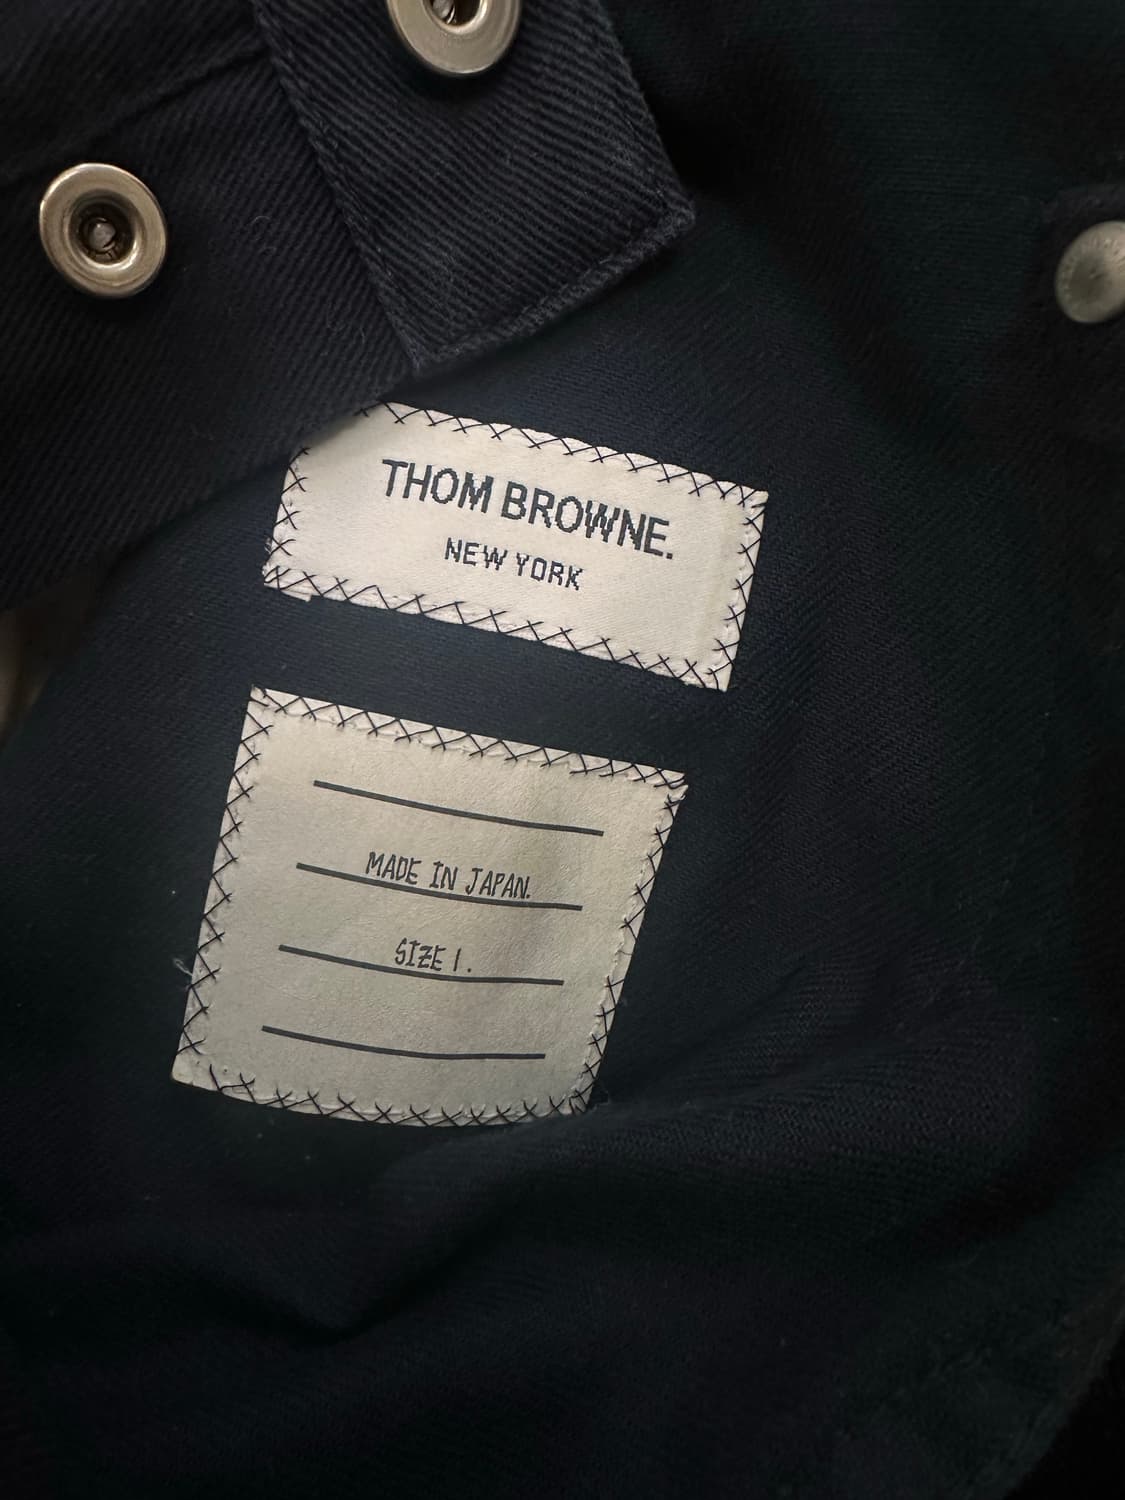 THOM BROWNE.
NEW YORK
MADE IN JAPAN.
SIZE 1.